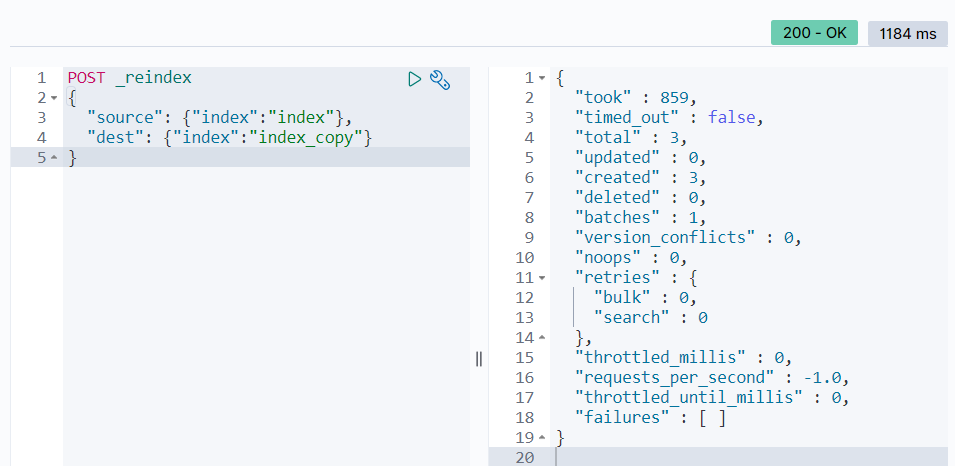 200 - OK 1184 ms
1 POST _reindex
2 {
3 "source": {"index":"index"},
4 "dest": {"index":"index_copy"}
5 }
1 {
2 "took" : 859,
3 "timed_out" : false,
4 "total" : 3,
5 "updated" : 0,
6 "created" : 3,
7 "deleted" : 0,
8 "batches" : 1,
9 "version_conflicts" : 0,
10 "noops" : 0,
11 "retries" : {
12 "bulk" : 0,
13 "search" : 0
14 },
15 "throttled_millis" : 0,
16 "requests_per_second" : -1.0,
17 "throttled_until_millis" : 0,
18 "failures" : [ ]
19 }
20